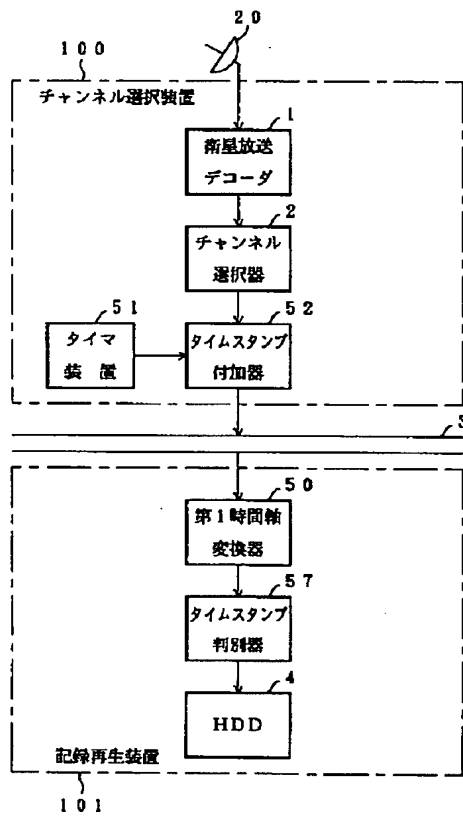 20
100
チャンネル選択装置
1
衛星放送
デコーダ
2
チャンネル
選択器
51
タイマ
装 置
52
タイムスタンプ
付加器
3
50
第1時間軸
変換器
57
タイムスタンプ
判別器
4
HDD
記録再生装置
101